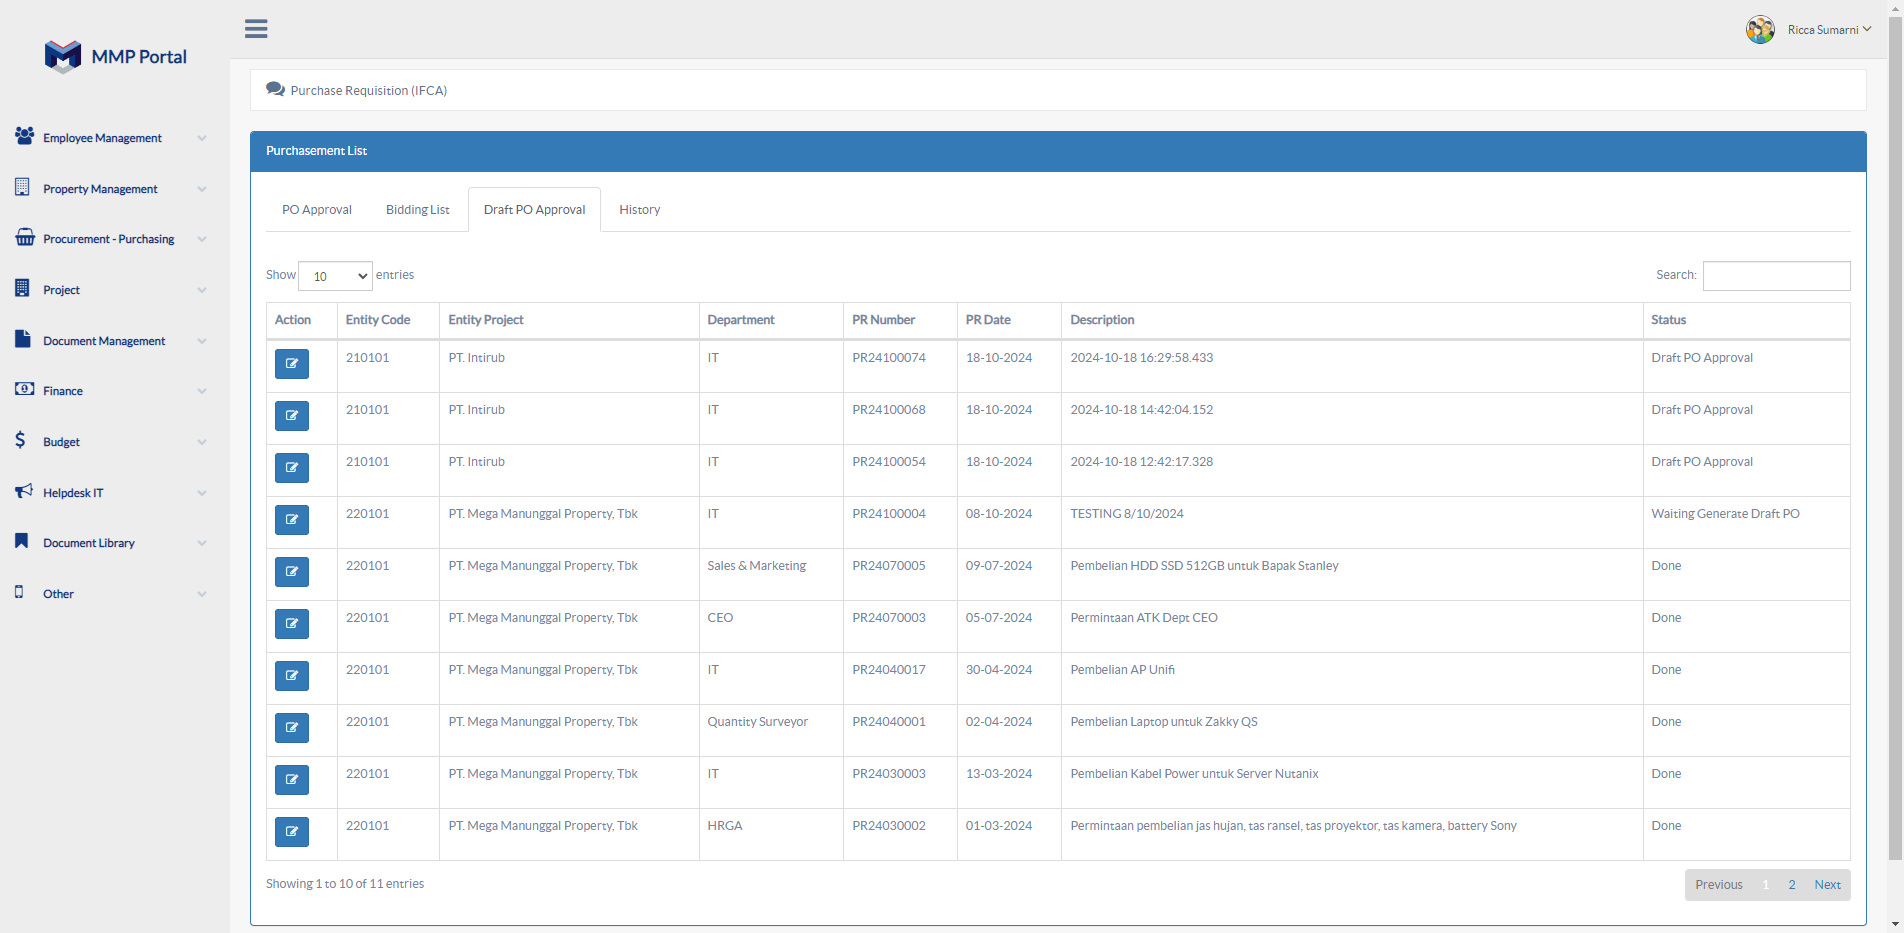 MMP Portal
Ricca Sumarni
Employee Management
Property Management
Procurement - Purchasing
Project
Document Management
Finance
Budget
Helpdesk IT
Document Library
Other
Purchase Requisition (IFCA)
Purchasement List
PO Approval Bidding List Draft PO Approval History
Show 10 entries Search:
Action Entity Code Entity Project Department PR Number PR Date Description Status
210101 PT. Intirub IT PR24100074 18-10-2024 2024-10-18 16:29:58.433 Draft PO Approval
210101 PT. Intirub IT PR24100068 18-10-2024 2024-10-18 14:42:04.152 Draft PO Approval
210101 PT. Intirub IT PR24100054 18-10-2024 2024-10-18 12:42:17.328 Draft PO Approval
220101 PT. Mega Manunggal Property, Tbk IT PR24100004 08-10-2024 TESTING 8/10/2024 Waiting Generate Draft PO
220101 PT. Mega Manunggal Property, Tbk Sales & Marketing PR24070005 09-07-2024 Pembelian HDD SSD 512GB untuk Bapak Stanley Done
220101 PT. Mega Manunggal Property, Tbk CEO PR24070003 05-07-2024 Permintaan ATK Dept CEO Done
220101 PT. Mega Manunggal Property, Tbk IT PR24040017 30-04-2024 Pembelian AP Unifi Done
220101 PT. Mega Manunggal Property, Tbk Quantity Surveyor PR24040001 02-04-2024 Pembelian Laptop untuk Zakky QS Done
220101 PT. Mega Manunggal Property, Tbk IT PR24030003 13-03-2024 Pembelian Kabel Power untuk Server Nutanix Done
220101 PT. Mega Manunggal Property, Tbk HRGA PR24030002 01-03-2024 Permintaan pembelian jas hujan, tas ransel, tas proyektor, tas kamera, battery Sony Done
Showing 1 to 10 of 11 entries Previous 1 2 Next